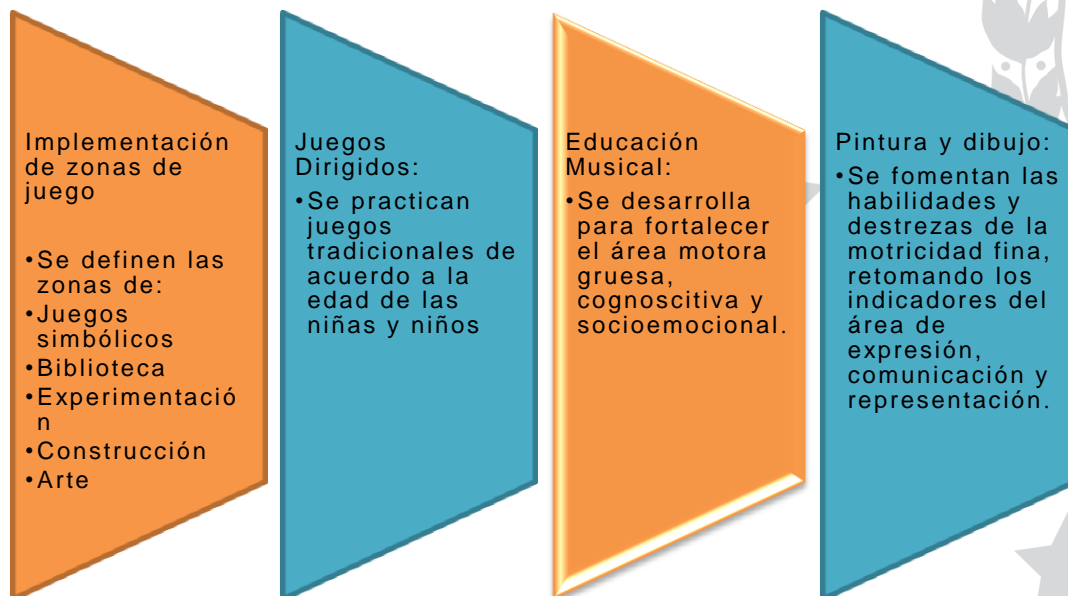 Implementación
de zonas de
juego
•Se definen las
zonas de:
•Juegos
simbólicos
•Biblioteca
•Experimentació
n
•Construcción
•Arte
Juegos
Dirigidos:
•Se practican
juegos
tradicionales de
acuerdo a la
edad de las
niñas y niños
Educación
Musical:
•Se desarrolla
para fortalecer
el área motora
gruesa,
cognoscitiva y
socioemocional.
Pintura y dibujo:
•Se fomentan las
habilidades y
destrezas de la
motricidad fina,
retomando los
indicadores del
área de
expresión,
comunicación y
representación.